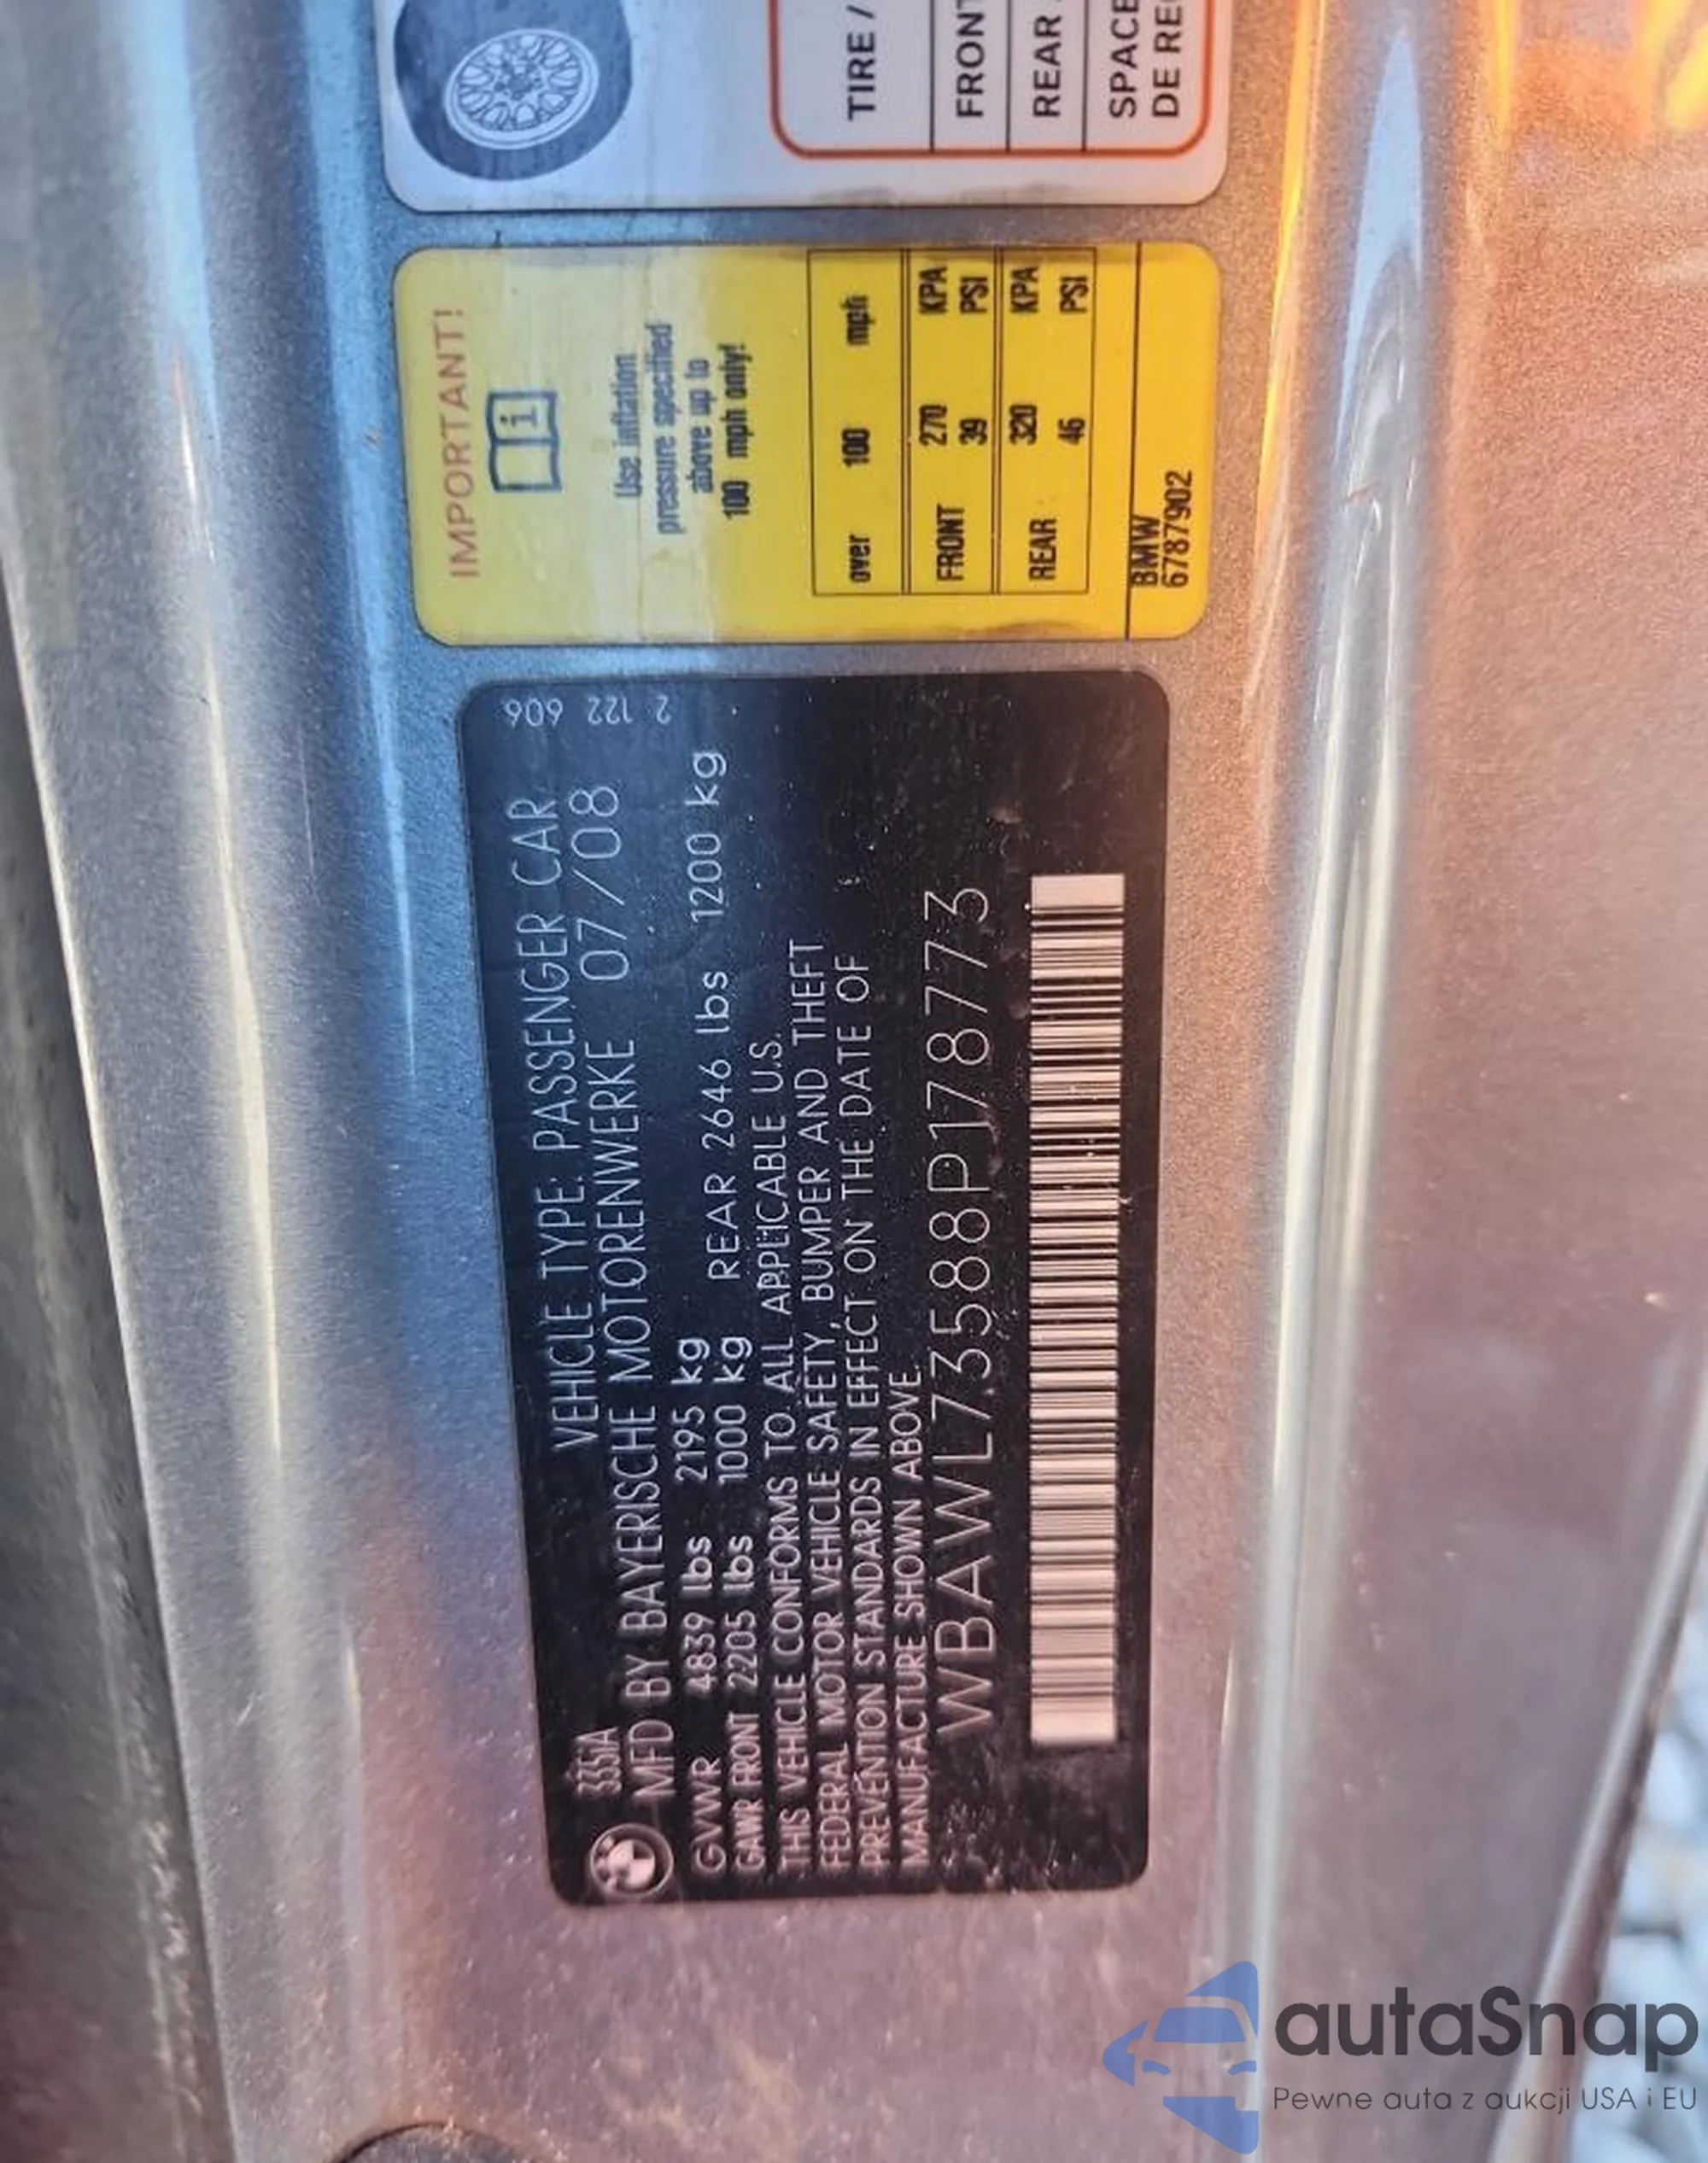 TIRE /
FRONT
REAR
SPACE
DE RE
IMPORTANT!
i
Use inflation
pressure specified
above up to
100 mph only!
over 100 mph
FRONT 270 KPA
39 PSI
REAR 320 KPA
46 PSI
BMW
6787902
2 122 606
335iA VEHICLE TYPE: PASSENGER CAR
MFD BY BAYERISCHE MOTORENWERKE 07/08
GVWR 4839 lbs 2195 kg
GAWR FRONT 2205 lbs 1000 kg REAR 2646 lbs 1200 kg
THIS VEHICLE CONFORMS TO ALL APPLICABLE U.S.
FEDERAL MOTOR VEHICLE SAFETY, BUMPER AND THEFT
PREVENTION STANDARDS IN EFFECT ON THE DATE OF
MANUFACTURE SHOWN ABOVE.
WBAWL73588P178773
autaSnap
Pewne auta z aukcji USA i EU